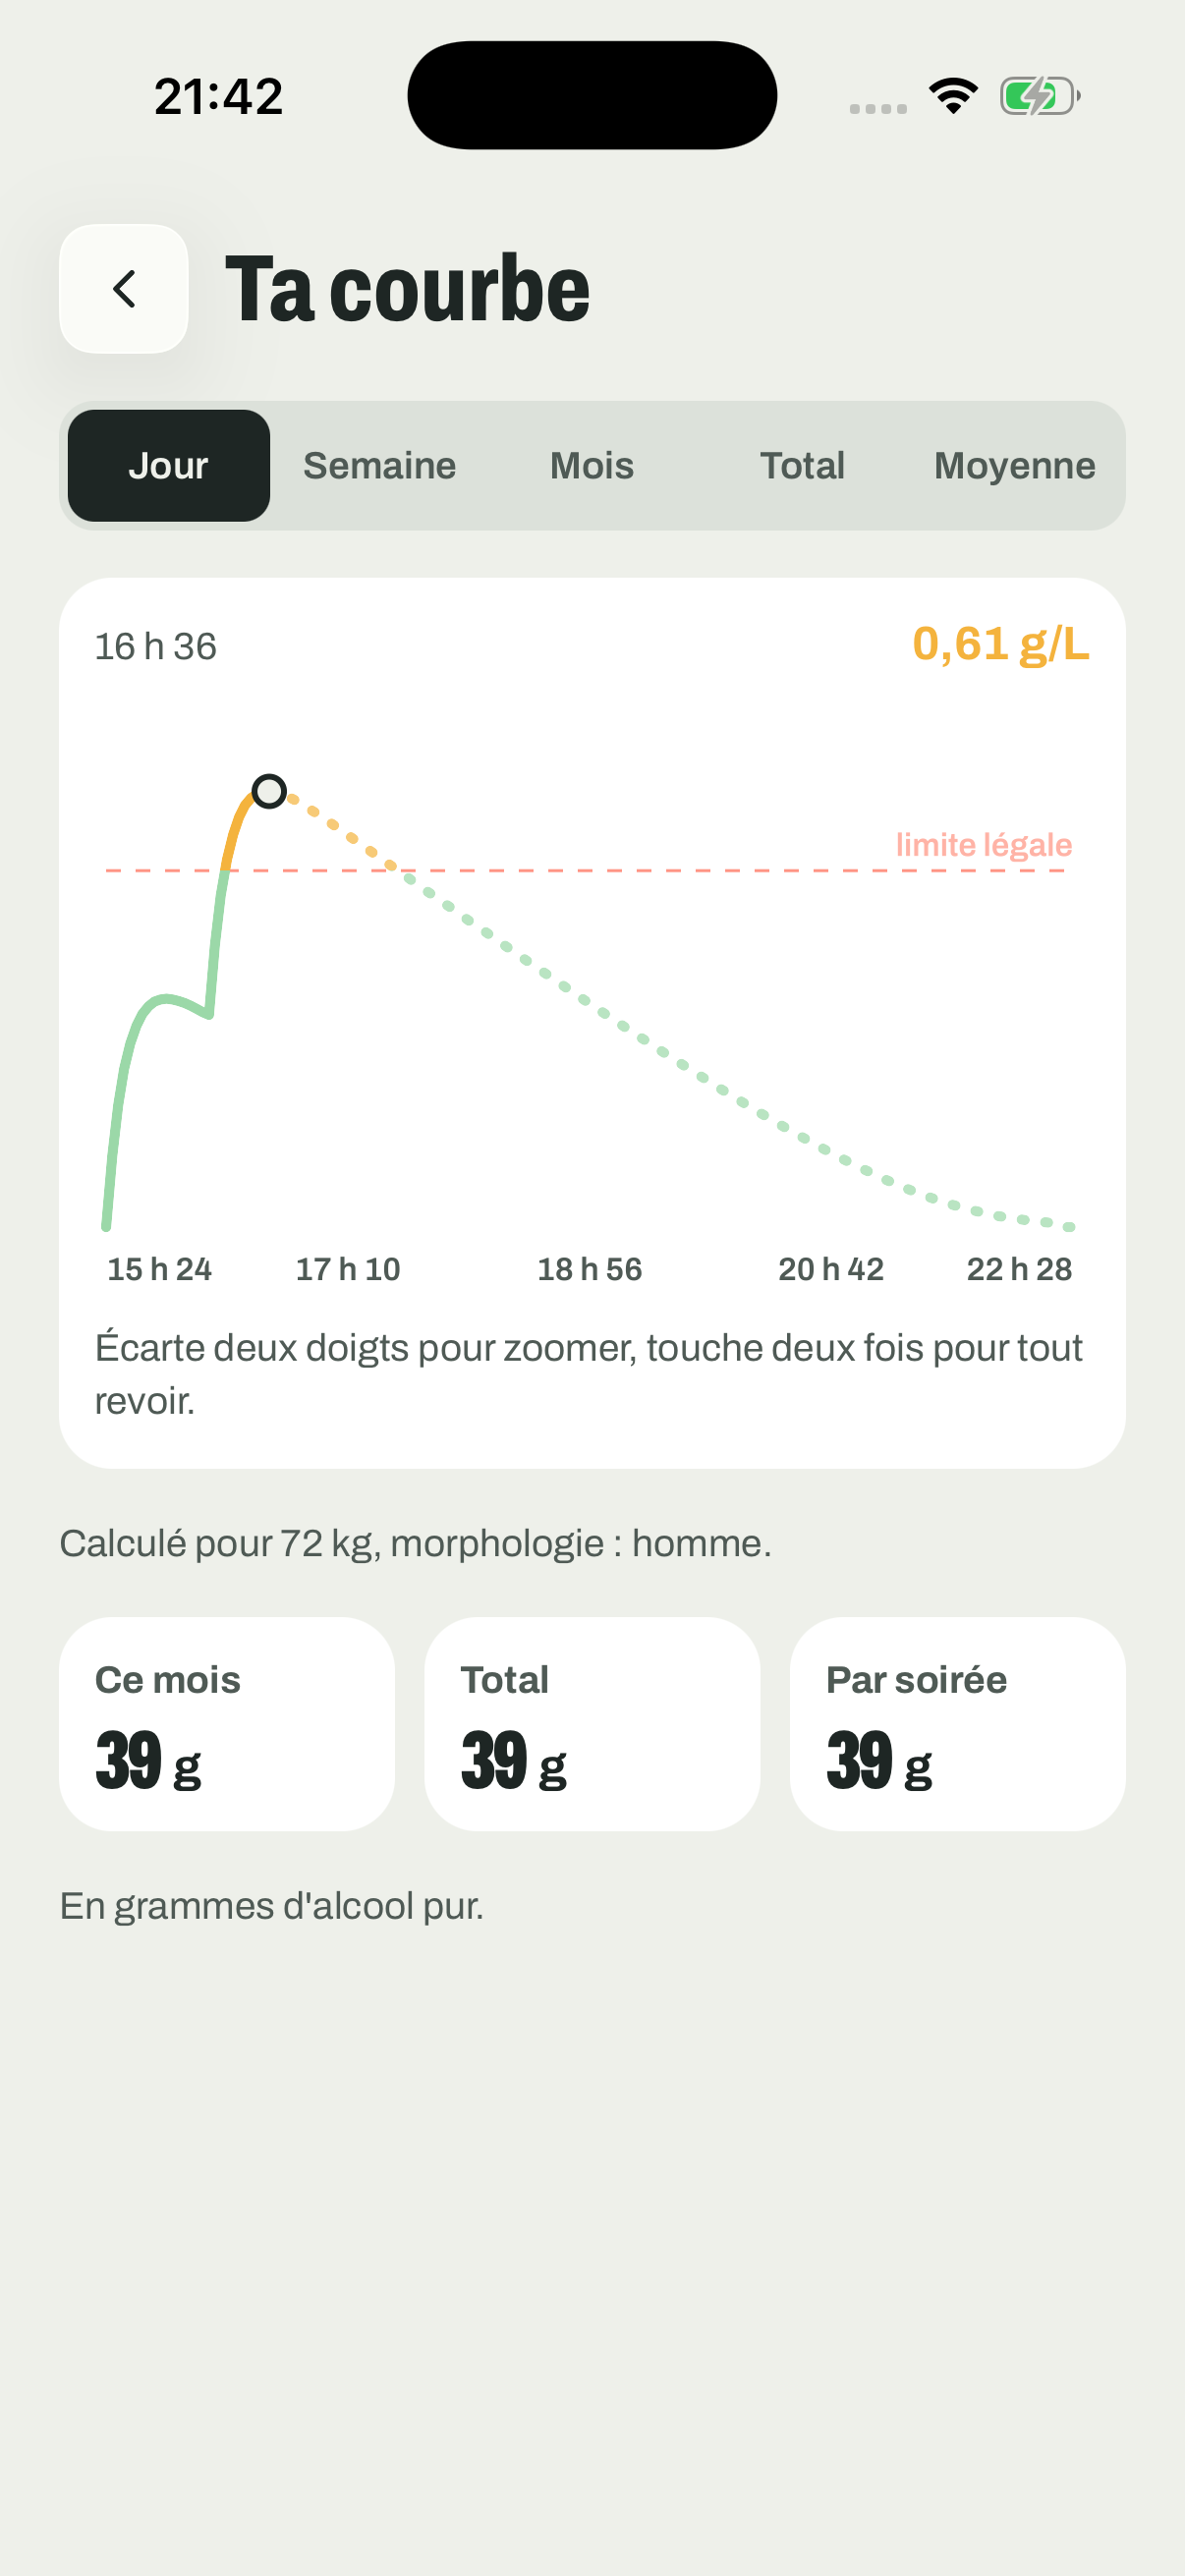 21:42
Ta courbe
Jour Semaine Mois Total Moyenne
16 h 36 0,61 g/L
limite légale
15 h 24 17 h 10 18 h 56 20 h 42 22 h 28
Écarte deux doigts pour zoomer, touche deux fois pour tout
revoir.
Calculé pour 72 kg, morphologie : homme.
Ce mois Total Par soirée
39 g 39 g 39 g
En grammes d'alcool pur.